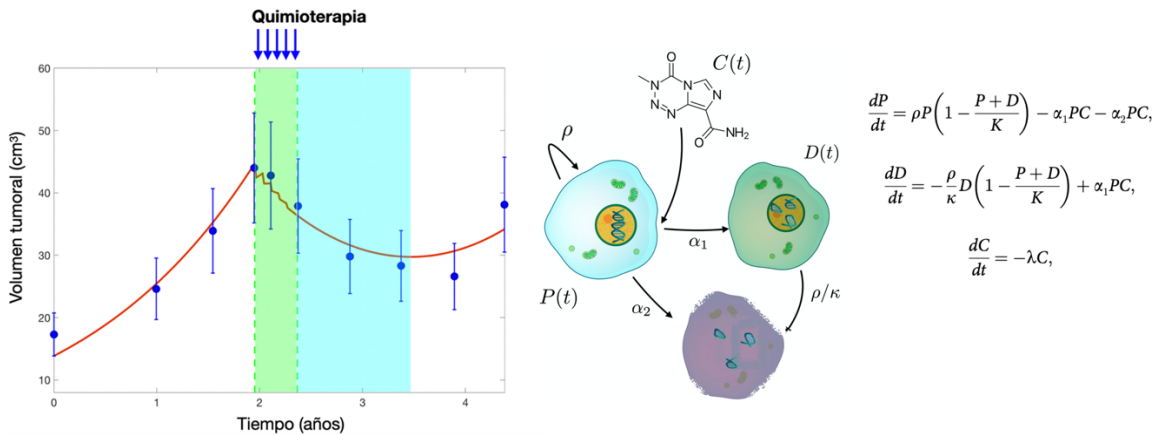 Quimioterapia
Volumen tumoral (cm³)
60
50
40
30
20
10
0
1
2
3
4
Tiempo (años)
C(t)
O
N
N
N
N
N
O
NH₂
ρ
D(t)
P(t)
α₁
α₂
ρ/κ
dP/dt = ρP(1 − (P + D)/K) − α₁PC − α₂PC,
dD/dt = −(ρ/κ)D(1 − (P + D)/K) + α₁PC,
dC/dt = −λC,